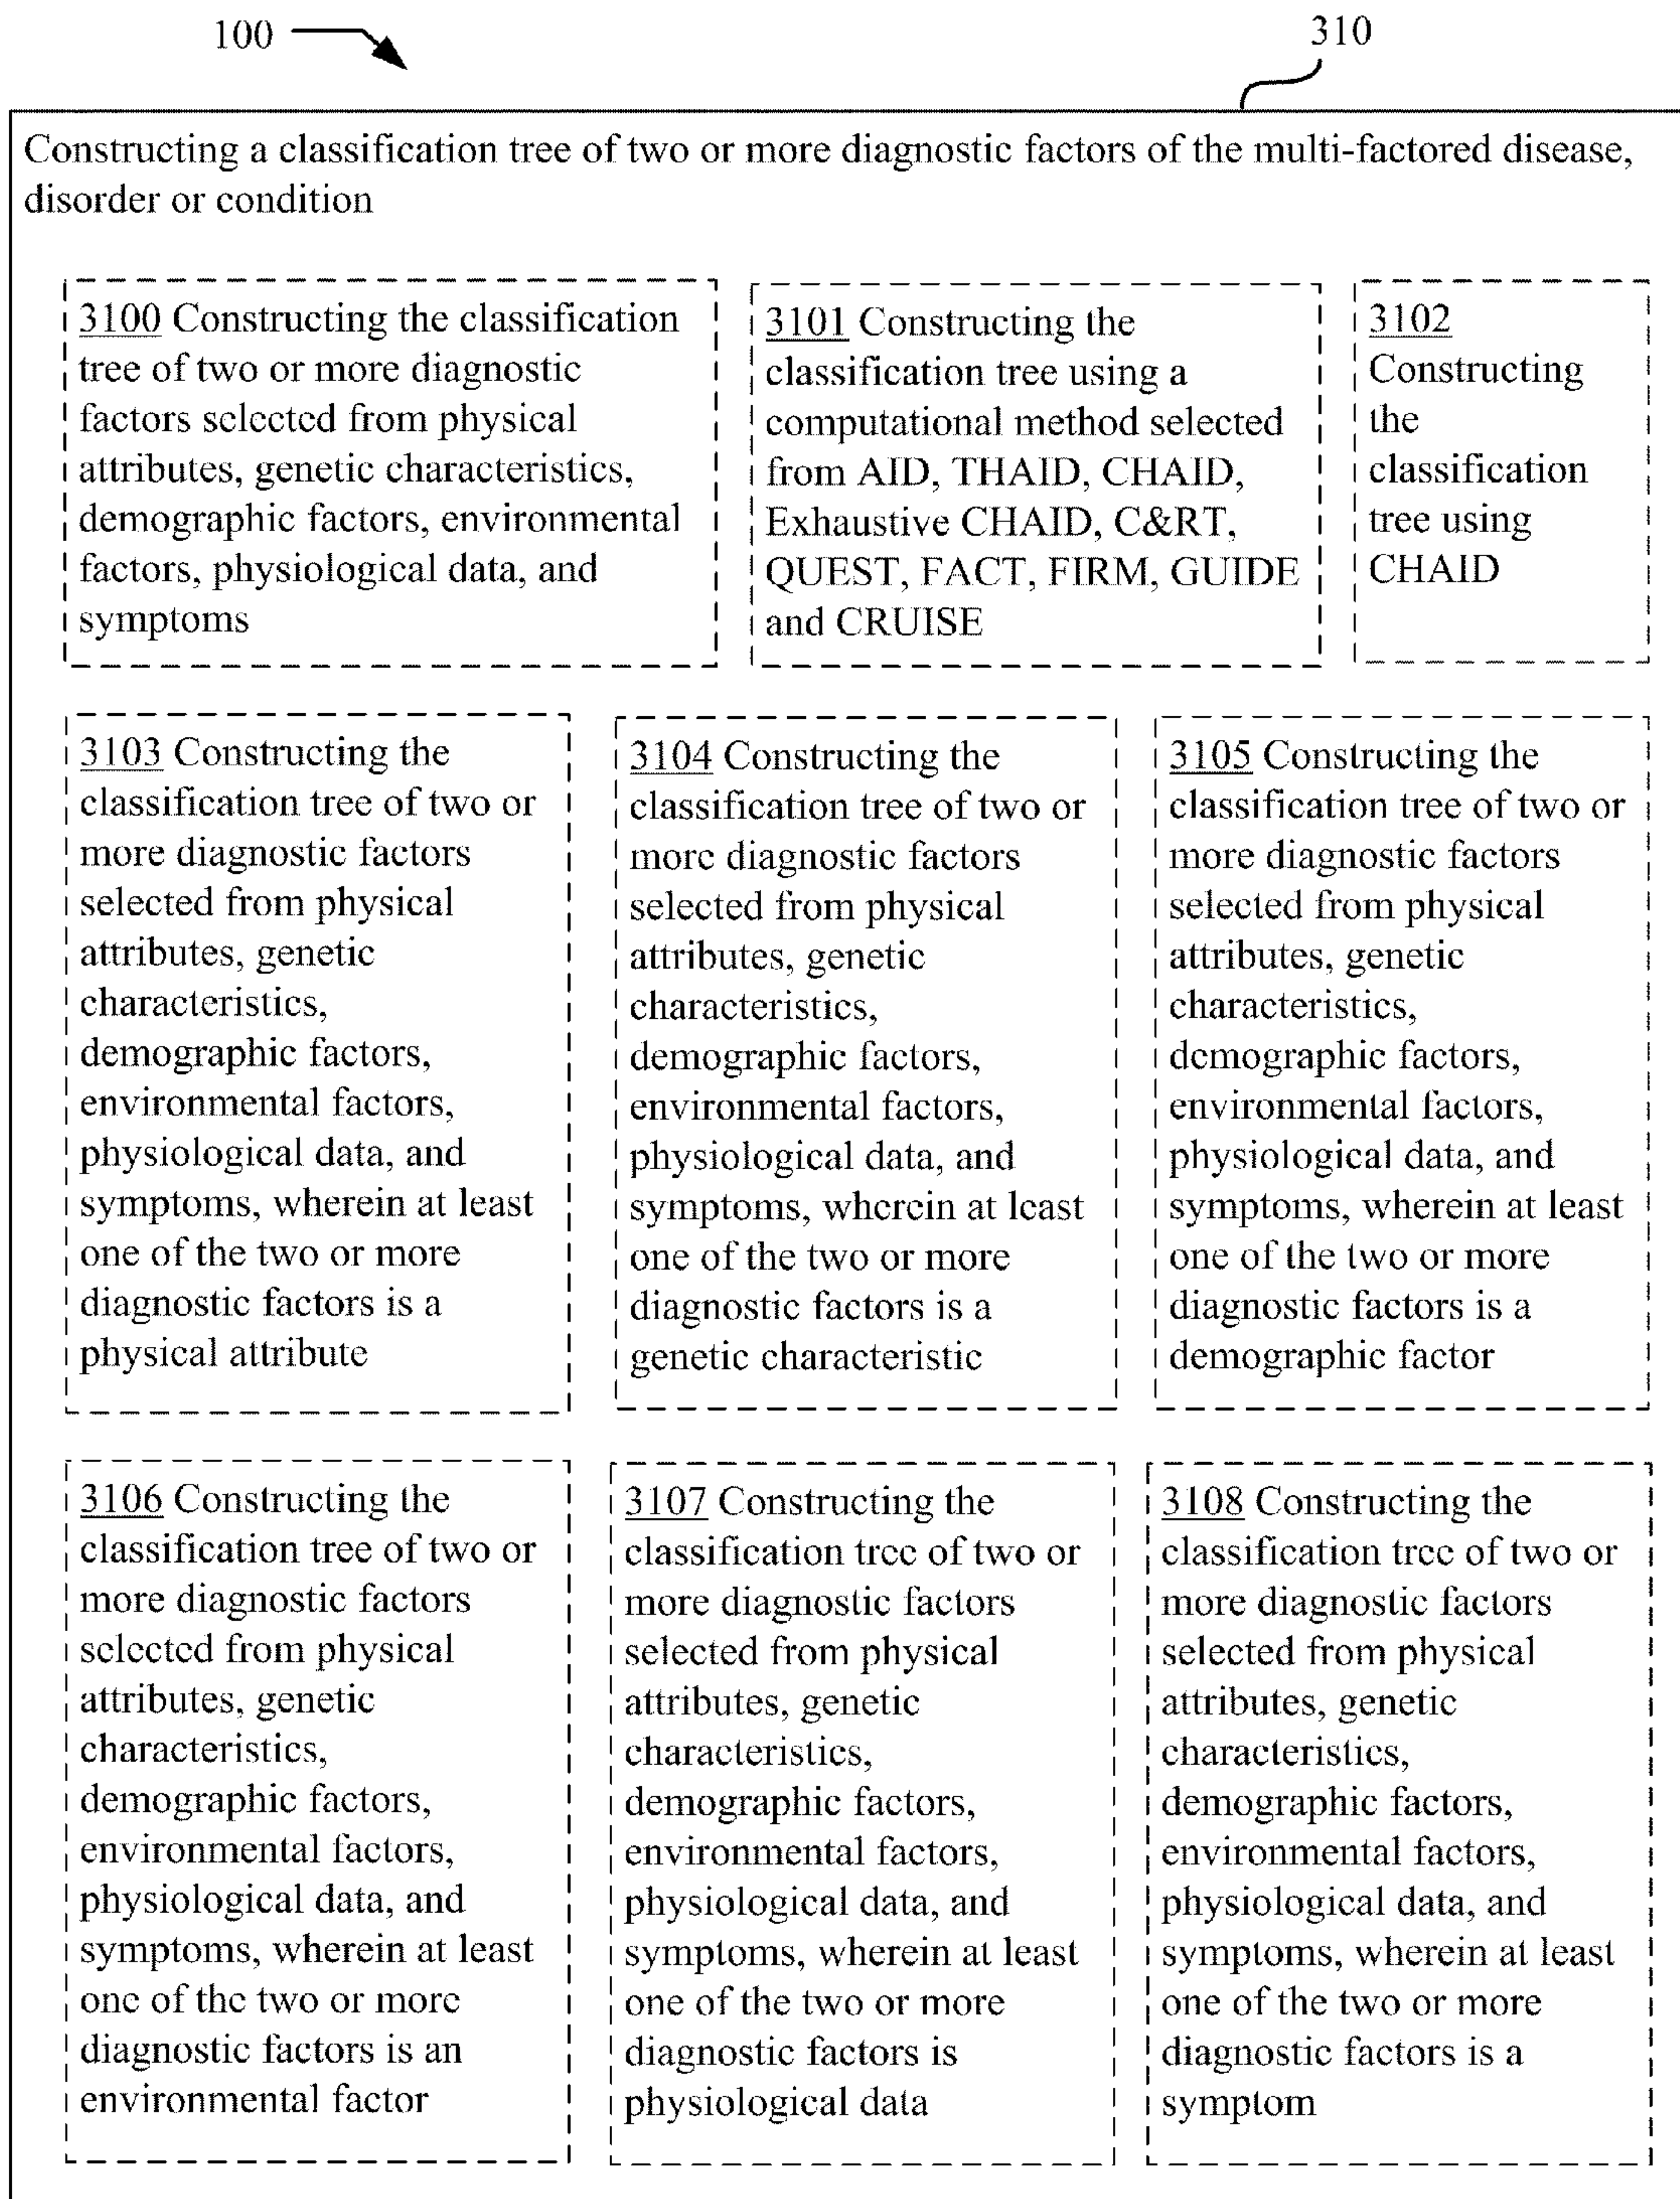 100
310
Constructing a classification tree of two or more diagnostic factors of the multi-factored disease,
disorder or condition
3100 Constructing the classification
tree of two or more diagnostic
factors selected from physical
attributes, genetic characteristics,
demographic factors, environmental
factors, physiological data, and
symptoms
3101 Constructing the
classification tree using a
computational method selected
from AID, THAID, CHAID,
Exhaustive CHAID, C&RT,
QUEST, FACT, FIRM, GUIDE
and CRUISE
3102
Constructing
the
classification
tree using
CHAID
3103 Constructing the
classification tree of two or
more diagnostic factors
selected from physical
attributes, genetic
characteristics,
demographic factors,
environmental factors,
physiological data, and
symptoms, wherein at least
one of the two or more
diagnostic factors is a
physical attribute
3104 Constructing the
classification tree of two or
more diagnostic factors
selected from physical
attributes, genetic
characteristics,
demographic factors,
environmental factors,
physiological data, and
symptoms, wherein at least
one of the two or more
diagnostic factors is a
genetic characteristic
3105 Constructing the
classification tree of two or
more diagnostic factors
selected from physical
attributes, genetic
characteristics,
demographic factors,
environmental factors,
physiological data, and
symptoms, wherein at least
one of the two or more
diagnostic factors is a
demographic factor
3106 Constructing the
classification tree of two or
more diagnostic factors
selected from physical
attributes, genetic
characteristics,
demographic factors,
environmental factors,
physiological data, and
symptoms, wherein at least
one of the two or more
diagnostic factors is an
environmental factor
3107 Constructing the
classification tree of two or
more diagnostic factors
selected from physical
attributes, genetic
characteristics,
demographic factors,
environmental factors,
physiological data, and
symptoms, wherein at least
one of the two or more
diagnostic factors is
physiological data
3108 Constructing the
classification tree of two or
more diagnostic factors
selected from physical
attributes, genetic
characteristics,
demographic factors,
environmental factors,
physiological data, and
symptoms, wherein at least
one of the two or more
diagnostic factors is a
symptom